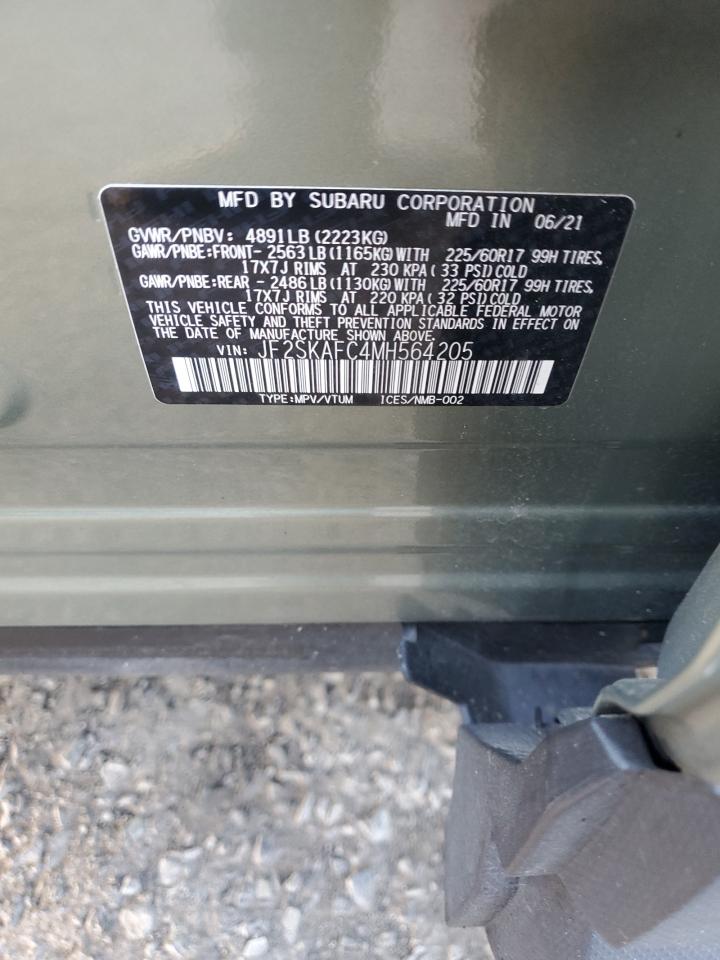 MFD BY SUBARU CORPORATION
MFD IN 06/21
GVWR/PNBV: 4891LB(2223KG)
GAWR/PNBE:FRONT- 2563LB(1165KG)WITH 225/60R17 99H TIRES,
17X7J RIMS AT 230 KPA( 33 PSI)COLD
GAWR/PNBE:REAR - 2486LB(1130KG)WITH 225/60R17 99H TIRES,
17X7J RIMS AT 220 KPA( 32 PSI)COLD
THIS VEHICLE CONFORMS TO ALL APPLICABLE FEDERAL MOTOR
VEHICLE SAFETY AND THEFT PREVENTION STANDARDS IN EFFECT ON
THE DATE OF MANUFACTURE SHOWN ABOVE.
VIN: JF2SKAFC4MH564205
TYPE:MPV/VTUM ICES/NMB-002